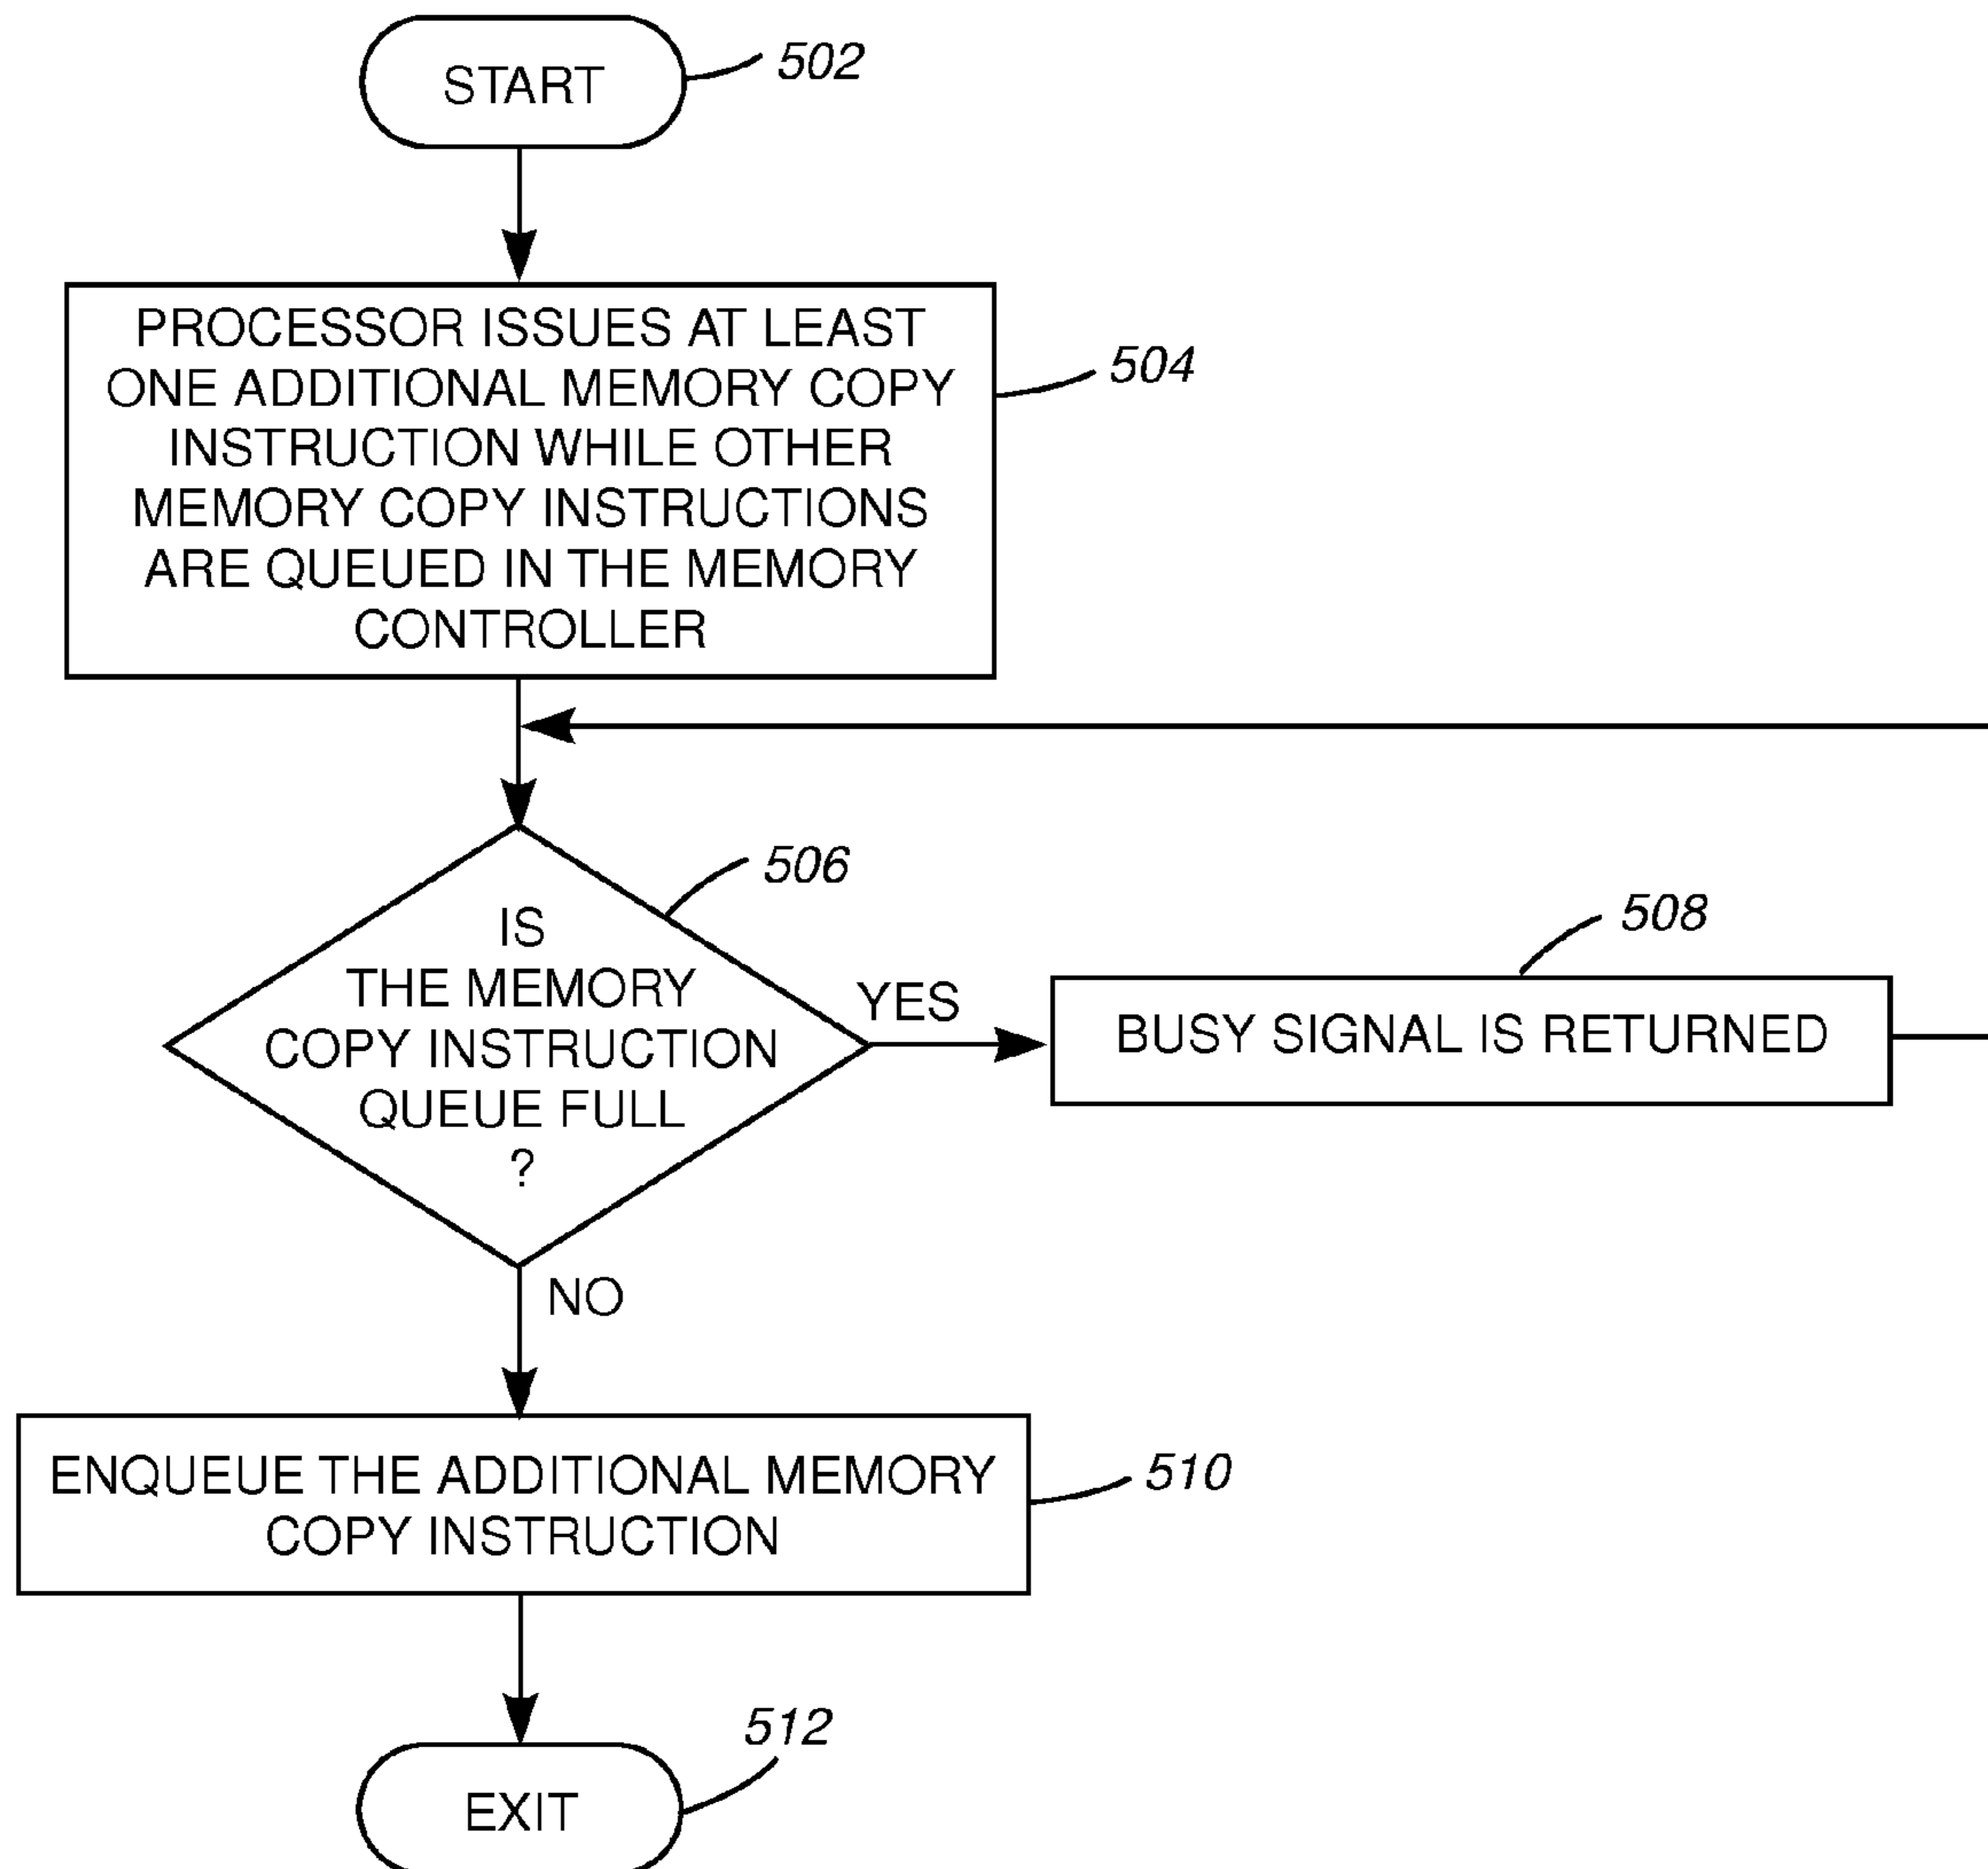 START
502
PROCESSOR ISSUES AT LEAST
ONE ADDITIONAL MEMORY COPY
INSTRUCTION WHILE OTHER
MEMORY COPY INSTRUCTIONS
ARE QUEUED IN THE MEMORY
CONTROLLER
504
IS
THE MEMORY
COPY INSTRUCTION
QUEUE FULL
?
506
YES
BUSY SIGNAL IS RETURNED
508
NO
ENQUEUE THE ADDITIONAL MEMORY
COPY INSTRUCTION
510
EXIT
512